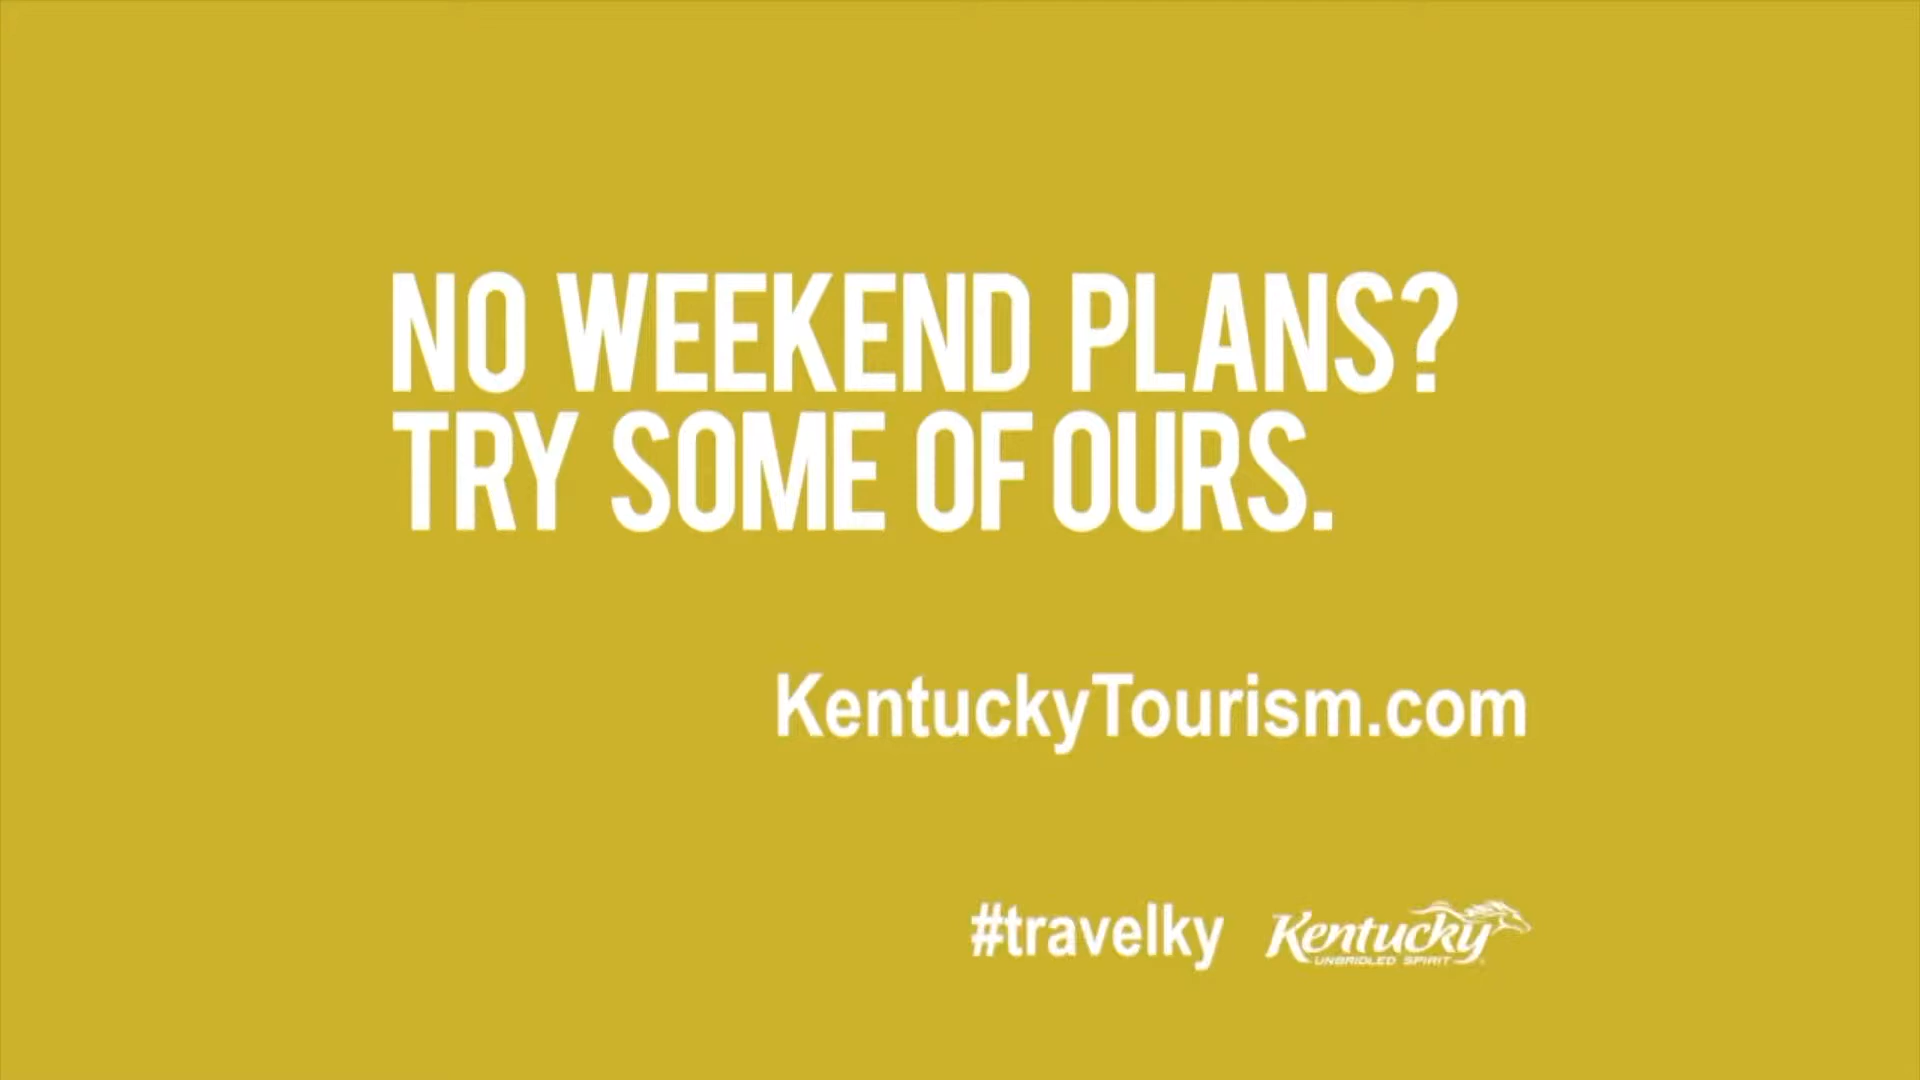 NO WEEKEND PLANS?
TRY SOME OF OURS.
KentuckyTourism.com
#travelky
Kentucky
UNBRIDLED SPIRIT